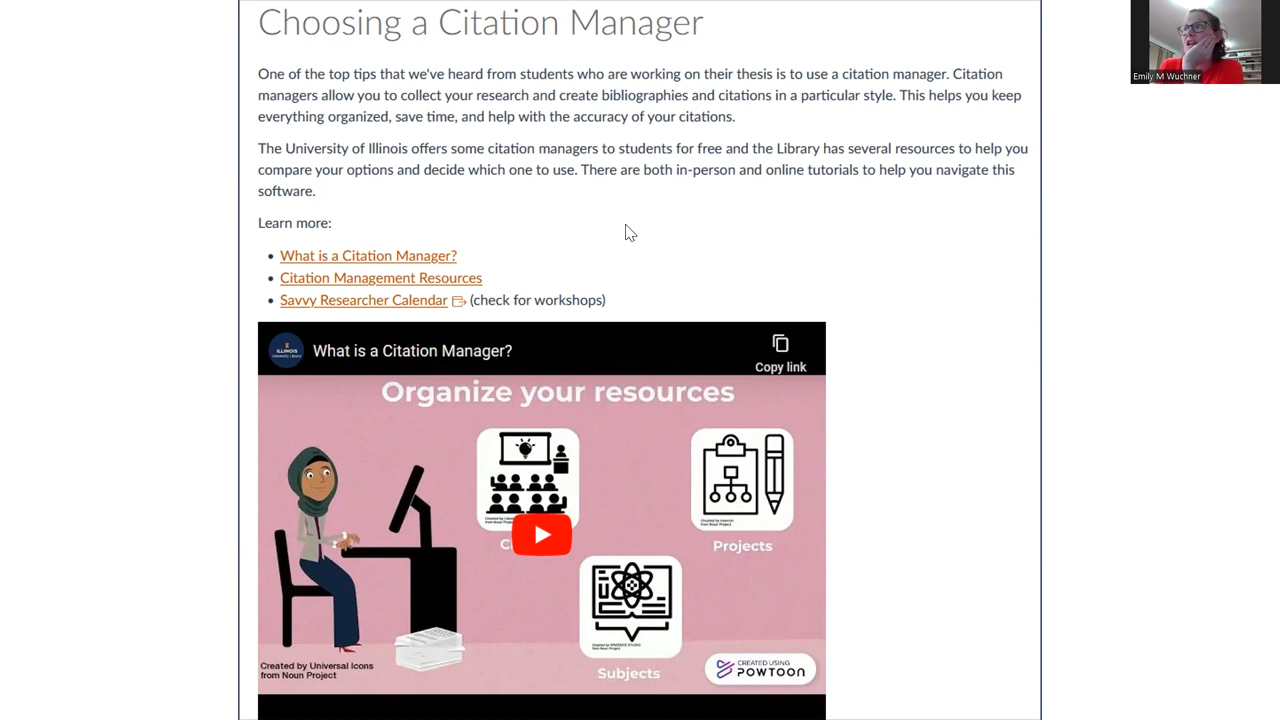 Choosing a Citation Manager
Emily M Wuchner
One of the top tips that we've heard from students who are working on their thesis is to use a citation manager. Citation
managers allow you to collect your research and create bibliographies and citations in a particular style. This helps you keep
everything organized, save time, and help with the accuracy of your citations.
The University of Illinois offers some citation managers to students for free and the Library has several resources to help you
compare your options and decide which one to use. There are both in-person and online tutorials to help you navigate this
software.
Learn more:
What is a Citation Manager?
Citation Management Resources
Savvy Researcher Calendar (check for workshops)
ILLINOIS
University Library
What is a Citation Manager?
Copy link
Organize your resources
Projects
Subjects
Created by Universal Icons
from Noun Project
CREATED USING
POWTOON